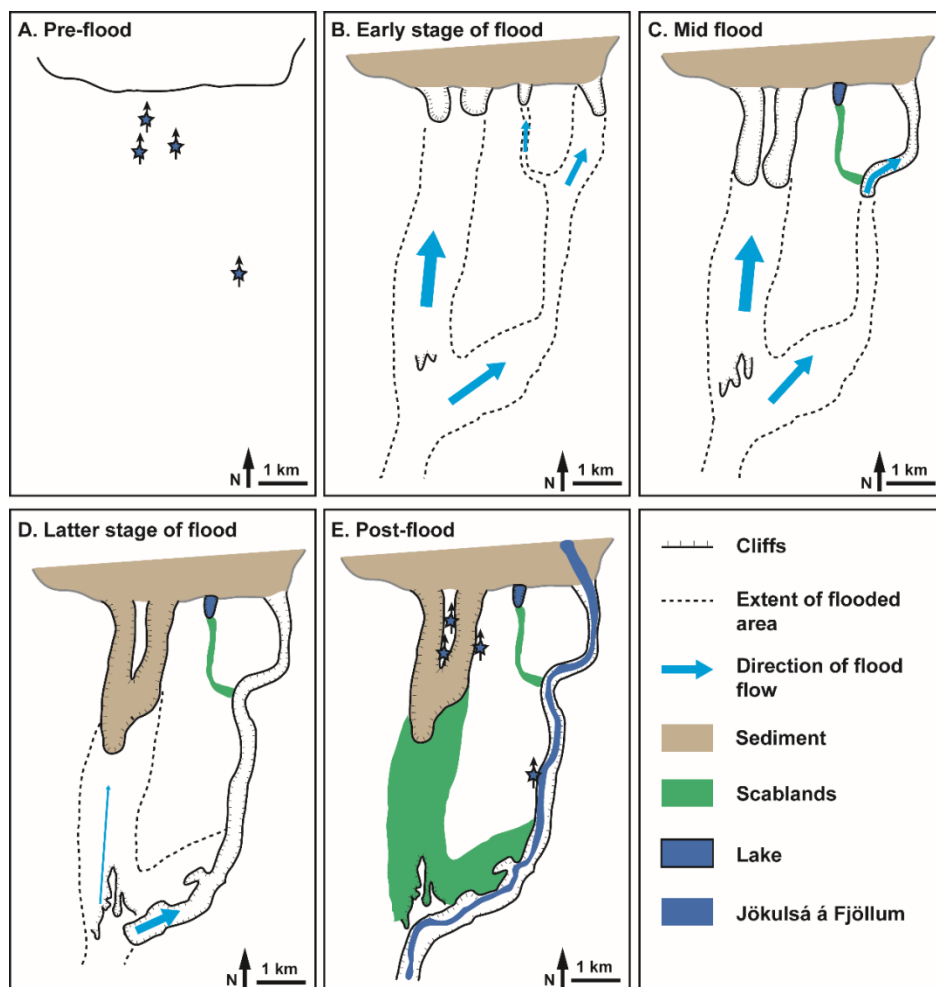 A. Pre-flood
N
1 km
B. Early stage of flood
N
1 km
C. Mid flood
N
1 km
D. Latter stage of flood
N
1 km
E. Post-flood
N
1 km
Cliffs
Extent of flooded
area
Direction of flood
flow
Sediment
Scablands
Lake
Jökulsá á Fjöllum